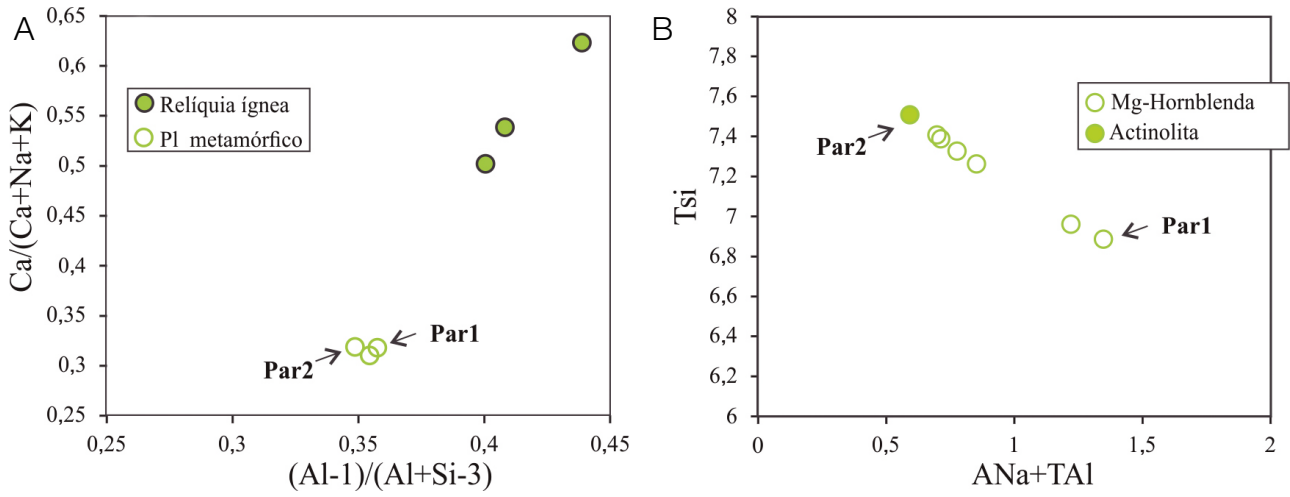 A
0,65
0,6
0,55
0,5
0,45
0,4
0,35
0,3
0,25
Ca/(Ca+Na+K)
Relíquia ígnea
Pl metamórfico
Par1
Par2
0,25 0,3 0,35 0,4 0,45
(Al-1)/(Al+Si-3)
B
8
7,8
7,6
7,4
7,2
7
6,8
6,6
6,4
6,2
6
Tsi
Mg-Hornblenda
Actinolita
Par2
Par1
0 0,5 1 1,5 2
ANa+TAl